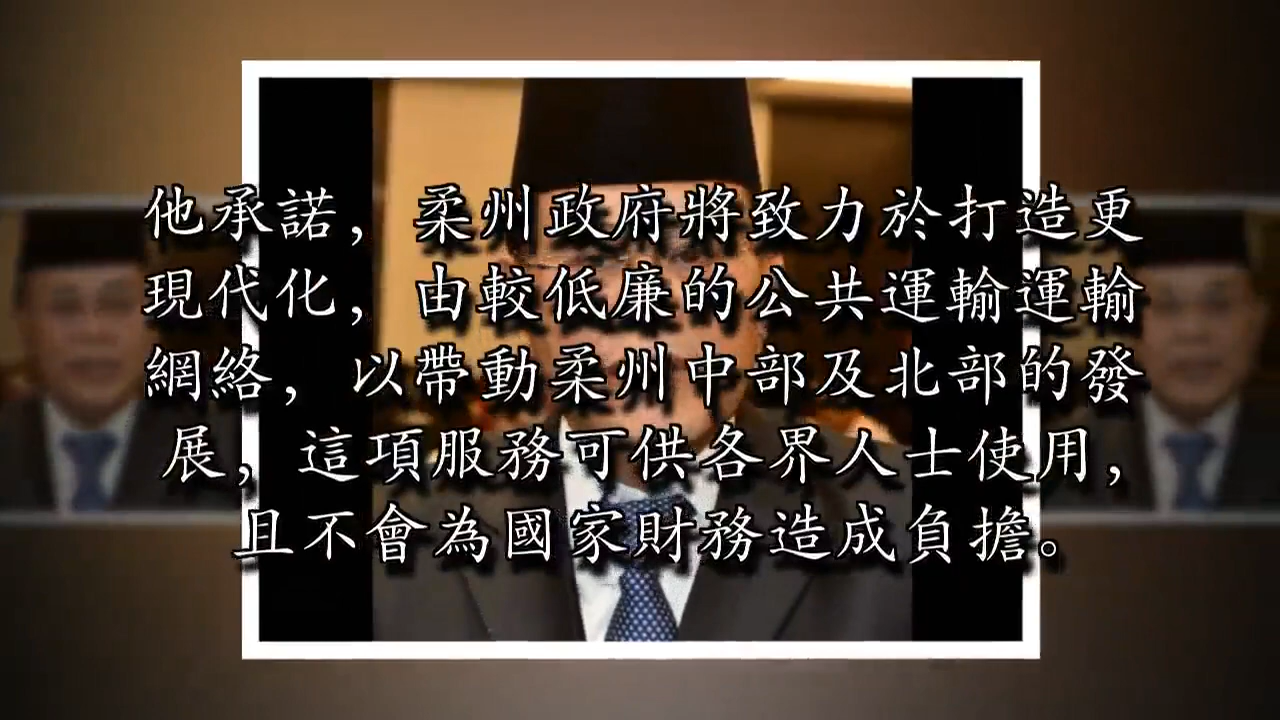 他承諾，柔州政府將致力於打造更
現代化，由較低廉的公共運輸運輸
網絡，以帶動柔州中部及北部的發
展，這項服務可供各界人士使用，
且不會為國家財務造成負擔。